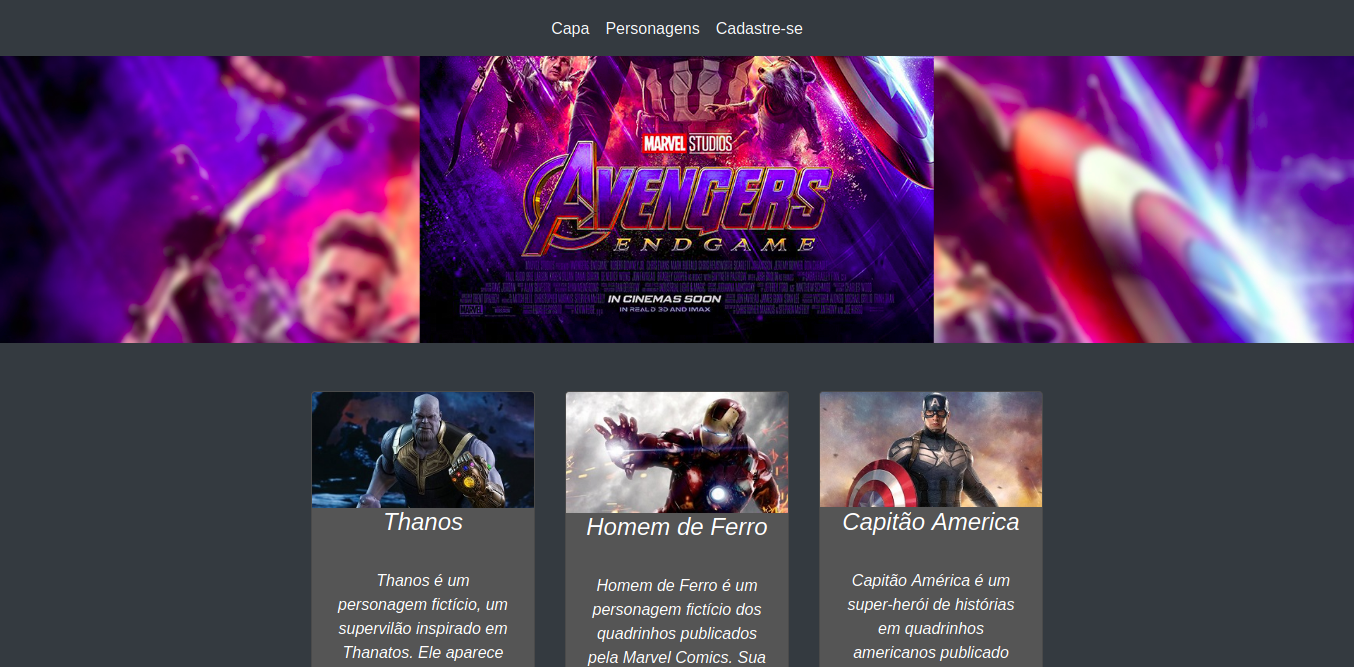 Capa Personagens Cadastre-se
MARVEL STUDIOS
AVENGERS
ENDGAME
IN CINEMAS SOON
IN REAL D 3D AND IMAX
MARVEL
Thanos
Thanos é um
personagem fictício, um
supervilão inspirado em
Thanatos. Ele aparece
Homem de Ferro
Homem de Ferro é um
personagem fictício dos
quadrinhos publicados
pela Marvel Comics. Sua
Capitão America
Capitão América é um
super-herói de histórias
em quadrinhos
americanos publicado